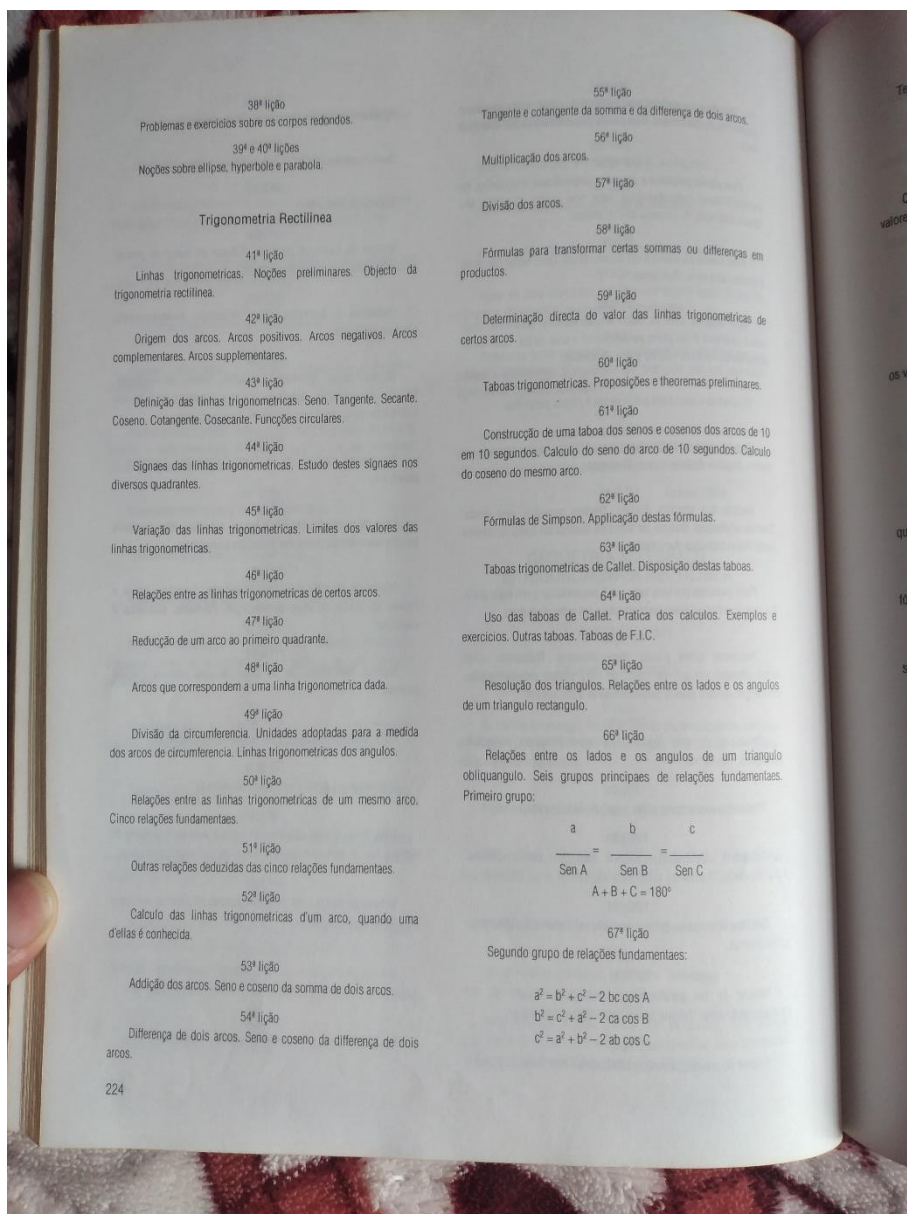 38ª lição
Problemas e exercicios sobre os corpos redondos.
39ª e 40ª lições
Noções sobre ellipse, hyperbole e parabola.
Trigonometria Rectilinea
41ª lição
Linhas trigonometricas. Noções preliminares. Objecto da
trigonometria rectilinea.
42ª lição
Origem dos arcos. Arcos positivos. Arcos negativos. Arcos
complementares. Arcos supplementares.
43ª lição
Definição das linhas trigonometricas. Seno. Tangente. Secante.
Coseno. Cotangente. Cosecante. Funcções circulares.
44ª lição
Signaes das linhas trigonometricas. Estudo destes signaes nos
diversos quadrantes.
45ª lição
Variação das linhas trigonometricas. Limites dos valores das
linhas trigonometricas.
46ª lição
Relações entre as linhas trigonometricas de certos arcos.
47ª lição
Reducção de um arco ao primeiro quadrante.
48ª lição
Arcos que correspondem a uma linha trigonometrica dada.
49ª lição
Divisão da circumferencia. Unidades adoptadas para a medida
dos arcos de circumferencia. Linhas trigonometricas dos angulos.
50ª lição
Relações entre as linhas trigonometricas de um mesmo arco.
Cinco relações fundamentaes.
51ª lição
Outras relações deduzidas das cinco relações fundamentaes.
52ª lição
Calculo das linhas trigonometricas d'um arco, quando uma
d'ellas é conhecida.
53ª lição
Addição dos arcos. Seno e coseno da somma de dois arcos.
54ª lição
Differença de dois arcos. Seno e coseno da differença de dois
arcos.
224
55ª lição
Tangente e cotangente da somma e da differença de dois arcos.
56ª lição
Multiplicação dos arcos.
57ª lição
Divisão dos arcos.
58ª lição
Fórmulas para transformar certas sommas ou differenças em
productos.
59ª lição
Determinação directa do valor das linhas trigonometricas de
certos arcos.
60ª lição
Taboas trigonometricas. Proposições e theoremas preliminares.
61ª lição
Construcção de uma taboa dos senos e cosenos dos arcos de 10
em 10 segundos. Calculo do seno do arco de 10 segundos. Calculo
do coseno do mesmo arco.
62ª lição
Fórmulas de Simpson. Applicação destas fórmulas.
63ª lição
Taboas trigonometricas de Callet. Disposição destas taboas.
64ª lição
Uso das taboas de Callet. Pratica dos calculos. Exemplos e
exercicios. Outras taboas. Taboas de F.I.C.
65ª lição
Resolução dos triangulos. Relações entre os lados e os angulos
de um triangulo rectangulo.
66ª lição
Relações entre os lados e os angulos de um triangulo
obliquangulo. Seis grupos principaes de relações fundamentaes.
Primeiro grupo:
a b c
= =
Sen A Sen B Sen C
A + B + C = 180°
67ª lição
Segundo grupo de relações fundamentaes:
a² = b² + c² – 2 bc cos A
b² = c² + a² – 2 ca cos B
c² = a² + b² – 2 ab cos C